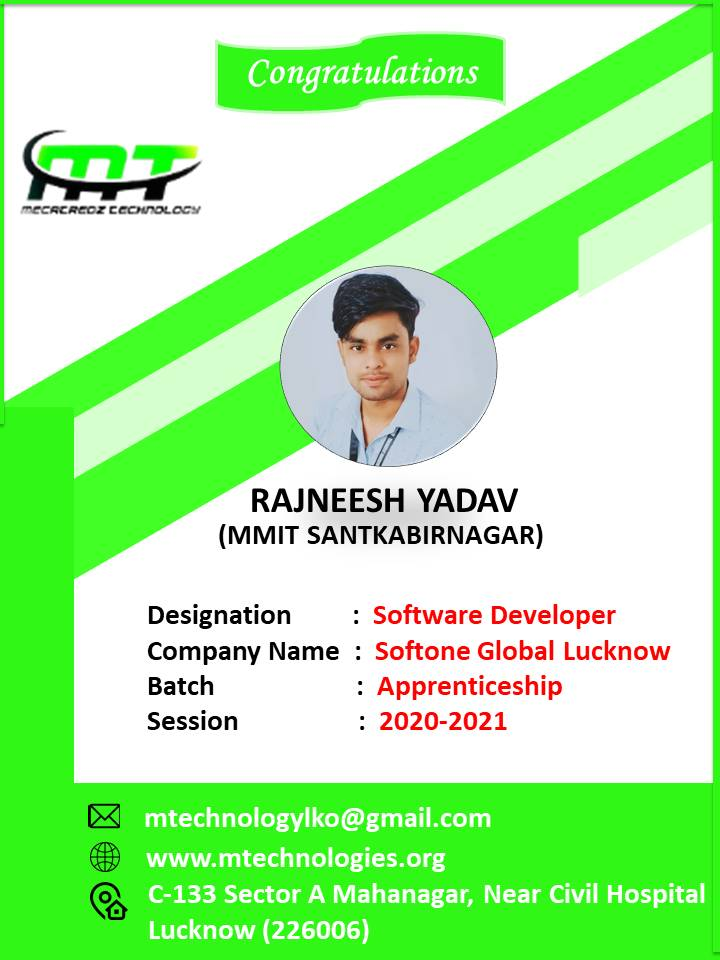 Congratulations
MT
MECATREDZ TECHNOLOGY
RAJNEESH YADAV
(MMIT SANTKABIRNAGAR)
Designation : Software Developer
Company Name : Softone Global Lucknow
Batch : Apprenticeship
Session : 2020-2021
mtechnologylko@gmail.com
www.mtechnologies.org
C-133 Sector A Mahanagar, Near Civil Hospital
Lucknow (226006)